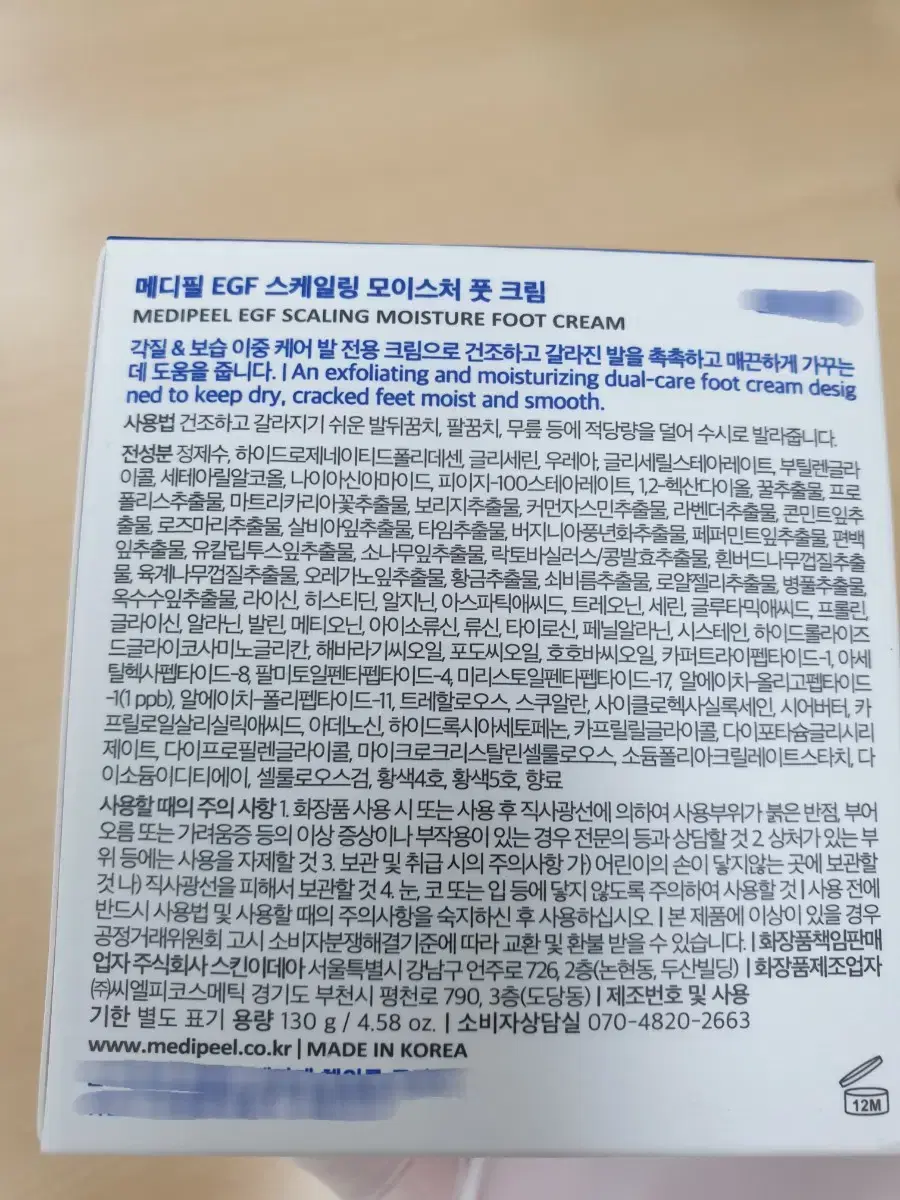 메디필 EGF 스케일링 모이스처 풋 크림
MEDIPEEL EGF SCALING MOISTURE FOOT CREAM
각질 & 보습 이중 케어 발 전용 크림으로 건조하고 갈라진 발을 촉촉하고 매끈하게 가꾸는
데 도움을 줍니다. | An exfoliating and moisturizing dual-care foot cream desig
ned to keep dry, cracked feet moist and smooth.
사용법 건조하고 갈라지기 쉬운 발뒤꿈치, 팔꿈치, 무릎 등에 적당량을 덜어 수시로 발라줍니다.
전성분 정제수, 하이드로제네이티드폴리데센, 글리세린, 우레아, 글리세릴스테아레이트, 부틸렌글라
이콜, 세테아릴알코올, 나이아신아마이드, 피이지-100스테아레이트, 1,2-헥산다이올, 꿀추출물, 프로
폴리스추출물, 마트리카리아꽃추출물, 보리지추출물, 커먼자스민추출물, 라벤더추출물, 콘민트잎추
출물, 로즈마리추출물, 살비아잎추출물, 타임추출물, 버지니아풍년화추출물, 페퍼민트잎추출물, 편백
잎추출물, 유칼립투스잎추출물, 소나무잎추출물, 락토바실러스/콩발효추출물, 흰버드나무껍질추출
물, 육계나무껍질추출물, 오레가노잎추출물, 황금추출물, 쇠비름추출물, 로얄젤리추출물, 병풀추출물,
옥수수잎추출물, 라이신, 히스티딘, 알지닌, 아스파틱애씨드, 트레오닌, 세린, 글루타믹애씨드, 프롤린,
글라이신, 알라닌, 발린, 메티오닌, 아이소류신, 류신, 타이로신, 페닐알라닌, 시스테인, 하이드롤라이즈
드글라이코사미노글리칸, 해바라기씨오일, 포도씨오일, 호호바씨오일, 카퍼트라이펩타이드-1, 아세
틸헥사펩타이드-8, 팔미토일펜타펩타이드-4, 미리스토일펜타펩타이드-17, 알에이치-올리고펩타이드
-1(1 ppb), 알에이치-폴리펩타이드-11, 트레할로오스, 스쿠알란, 사이클로헥사실록세인, 시어버터, 카
프릴로일살리실릭애씨드, 아데노신, 하이드록시아세토페논, 카프릴릴글라이콜, 다이포타슘글리시리
제이트, 다이프로필렌글라이콜, 마이크로크리스탈린셀룰로오스, 소듐폴리아크릴레이트스타치, 다
이소듐이디티에이, 셀룰로오스검, 황색4호, 황색5호, 향료
사용할 때의 주의 사항 1. 화장품 사용 시 또는 사용 후 직사광선에 의하여 사용부위가 붉은 반점, 부어
오름 또는 가려움증 등의 이상 증상이나 부작용이 있는 경우 전문의 등과 상담할 것 2. 상처가 있는 부
위 등에는 사용을 자제할 것 3. 보관 및 취급 시의 주의사항 가) 어린이의 손이 닿지않는 곳에 보관할
것 나) 직사광선을 피해서 보관할 것 4. 눈, 코 또는 입 등에 닿지 않도록 주의하여 사용할 것 | 사용 전에
반드시 사용법 및 사용할 때의 주의사항을 숙지하신 후 사용하십시오. | 본 제품에 이상이 있을 경우
공정거래위원회 고시 소비자분쟁해결기준에 따라 교환 및 환불 받을 수 있습니다. | 화장품책임판매
업자 주식회사 스킨이데아 서울특별시 강남구 언주로 726, 2층(논현동, 두산빌딩) | 화장품제조업자
㈜씨엘피코스메틱 경기도 부천시 평천로 790, 3층(도당동) | 제조번호 및 사용
기한 별도 표기 용량 130 g / 4.58 oz. | 소비자상담실 070-4820-2663
www.medipeel.co.kr | MADE IN KOREA
12M